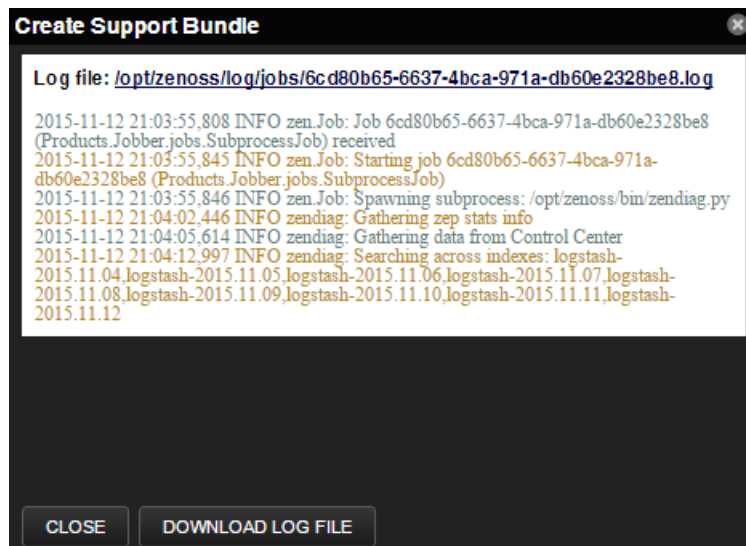 Create Support Bundle
Log file: /opt/zenoss/log/jobs/6cd80b65-6637-4bca-971a-db60e2328be8.log
2015-11-12 21:03:55,808 INFO zen.Job: Job 6cd80b65-6637-4bca-971a-db60e2328be8
(Products.Jobber.jobs.SubprocessJob) received
2015-11-12 21:03:55,845 INFO zen.Job: Starting job 6cd80b65-6637-4bca-971a-
db60e2328be8 (Products.Jobber.jobs.SubprocessJob)
2015-11-12 21:03:55,846 INFO zen.Job: Spawning subprocess: /opt/zenoss/bin/zendiag.py
2015-11-12 21:04:02,446 INFO zendiag: Gathering zep stats info
2015-11-12 21:04:05,614 INFO zendiag: Gathering data from Control Center
2015-11-12 21:04:12,997 INFO zendiag: Searching across indexes: logstash-
2015.11.04,logstash-2015.11.05,logstash-2015.11.06,logstash-2015.11.07,logstash-
2015.11.08,logstash-2015.11.09,logstash-2015.11.10,logstash-2015.11.11,logstash-
2015.11.12
CLOSE
DOWNLOAD LOG FILE